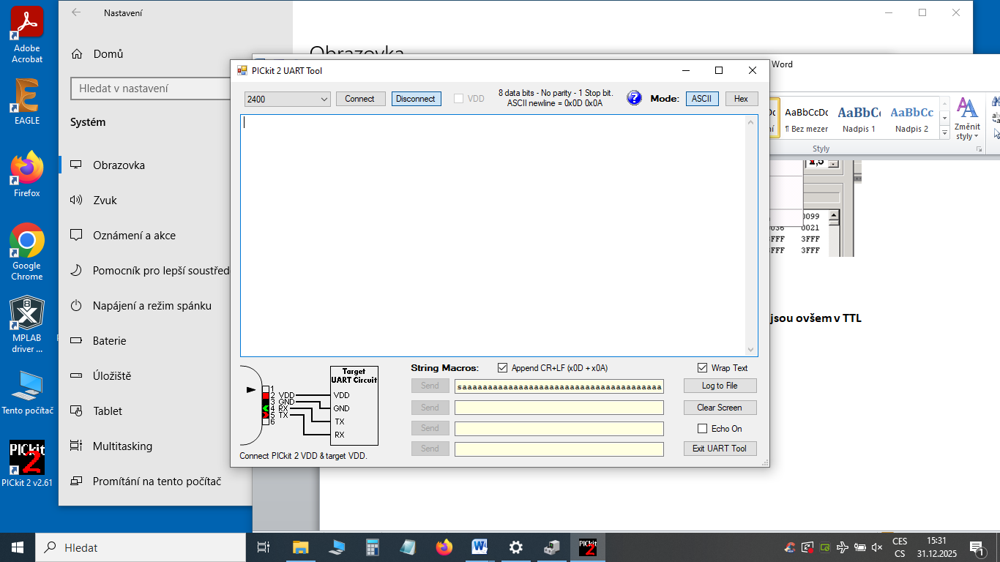 Adobe
Acrobat
EAGLE
Firefox
Google
Chrome
MPLAB
driver ...
Tento počítač
PICkit
2
PICkit 2 v2.61
Nastavení
Domů
Hledat v nastavení
Systém
Obrazovka
Zvuk
Oznámení a akce
Pomocník pro lepší soustřed
Napájení a režim spánku
Baterie
Úložiště
Tablet
Multitasking
Promítání na tento počítač
Obrazovka
PICkit 2 UART Tool
2400
Connect
Disconnect
VDD
8 data bits - No parity - 1 Stop bit.
ASCII newline = 0x0D 0x0A
Mode:
ASCII
Hex
Target
UART Circuit
1
2 VDD
3 GND
4 RX
5 TX
6
VDD
GND
TX
RX
Connect PICkit 2 VDD & target VDD.
String Macros:
Append CR+LF (x0D + x0A)
Wrap Text
Send
Send
Send
Send
Log to File
Clear Screen
Echo On
Exit UART Tool
Word
AaBbCcDc
AaBbCc
AaBbCc
¶ Bez mezer
Nadpis 1
Nadpis 2
Změnit
styly
Styly
0099
0021
3FFF
3FFF
jsou ovšem v TTL
Hledat
PICkit
2
CES
CS
15:31
31.12.2025
1